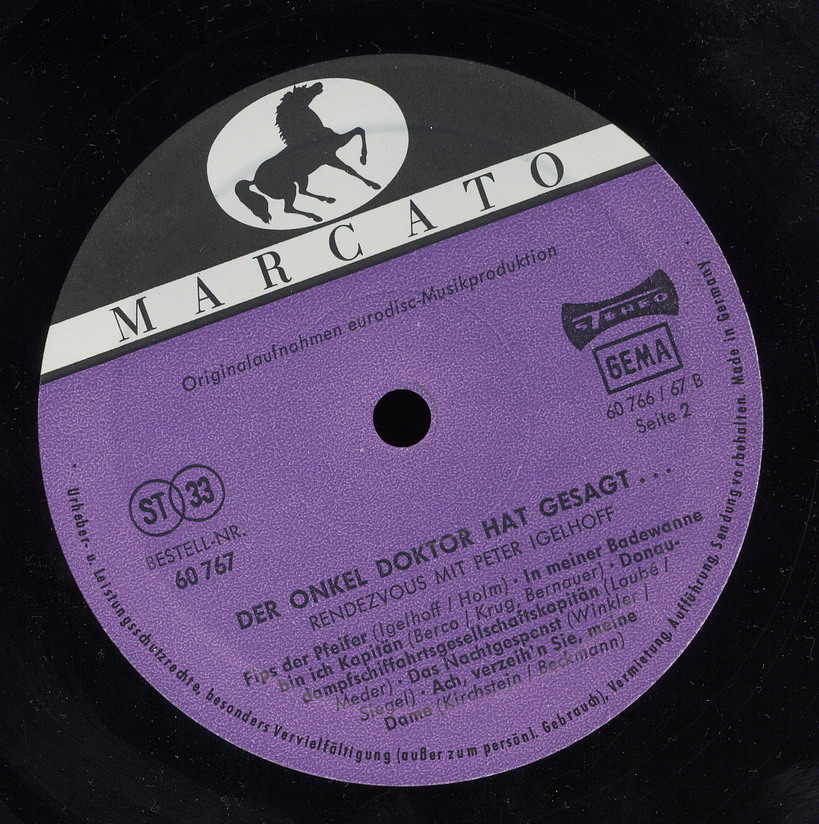 MARCATO
Originalaufnahmen eurodisc-Musikproduktion
STEREO
GEMA
60 766 / 67 B
Seite 2
ST 33
BESTELL-NR.
60 767
DER ONKEL DOKTOR HAT GESAGT . . .
RENDEZVOUS MIT PETER IGELHOFF
Fips der Pfeifer (Igelhoff / Holm) · In meiner Badewanne
bin ich Kapitän (Berco / Krug, Bernauer) · Donau-
dampfschiffahrtsgesellschaftskapitän (Loubé /
Meder) · Das Nachtgespenst (Winkler /
Siegel) · Ach, verzeih'n Sie, meine
Dame (Kirchstein / Beckmann)
· Urheber- u. Leistungsschutzrechte, besonders Vervielfältigung (außer zum persönl. Gebrauch), Vermietung, Aufführung, Sendung vorbehalten. Made in Germany ·